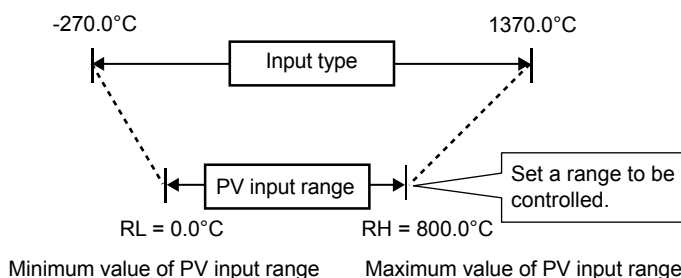 -270.0°C 1370.0°C
Input type
PV input range
Set a range to be
controlled.
RL = 0.0°C RH = 800.0°C
Minimum value of PV input range Maximum value of PV input range